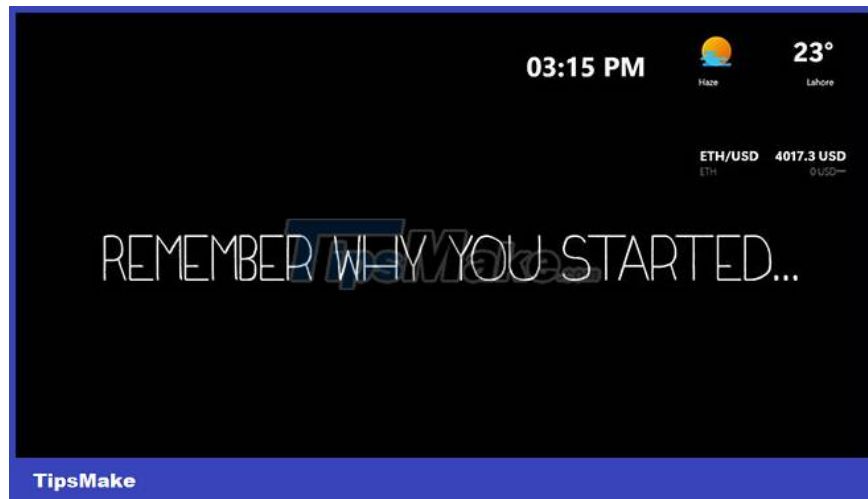 03:15 PM
23°
Haze
Lahore
ETH/USD 4017.3 USD
ETH 0 USD—
REMEMBER WHY YOU STARTED...
TipsMake.com
TipsMake